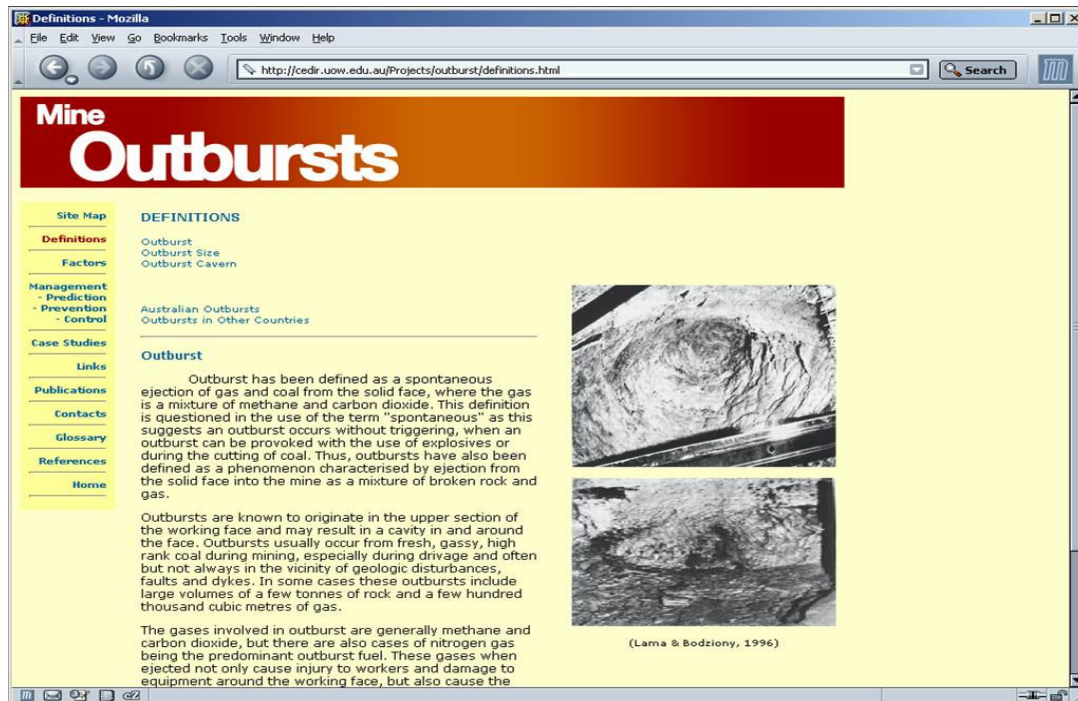 Definitions - Mozilla
File Edit View Go Bookmarks Tools Window Help
http://cedir.uow.edu.au/Projects/outburst/definitions.html
Search
Mine
Outbursts
Site Map
Definitions
Factors
Management
- Prediction
- Prevention
- Control
Case Studies
Links
Publications
Contacts
Glossary
References
Home
DEFINITIONS
Outburst
Outburst Size
Outburst Cavern
Australian Outbursts
Outbursts in Other Countries
Outburst
Outburst has been defined as a spontaneous
ejection of gas and coal from the solid face, where the gas
is a mixture of methane and carbon dioxide. This definition
is questioned in the use of the term "spontaneous" as this
suggests an outburst occurs without triggering, when an
outburst can be provoked with the use of explosives or
during the cutting of coal. Thus, outbursts have also been
defined as a phenomenon characterised by ejection from
the solid face into the mine as a mixture of broken rock and
gas.
Outbursts are known to originate in the upper section of
the working face and may result in a cavity in and around
the face. Outbursts usually occur from fresh, gassy, high
rank coal during mining, especially during drivage and often
but not always in the vicinity of geologic disturbances,
faults and dykes. In some cases these outbursts include
large volumes of a few tonnes of rock and a few hundred
thousand cubic metres of gas.
The gases involved in outburst are generally methane and
carbon dioxide, but there are also cases of nitrogen gas
being the predominant outburst fuel. These gases when
ejected not only cause injury to workers and damage to
equipment around the working face, but also cause the
(Lama & Bodziony, 1996)